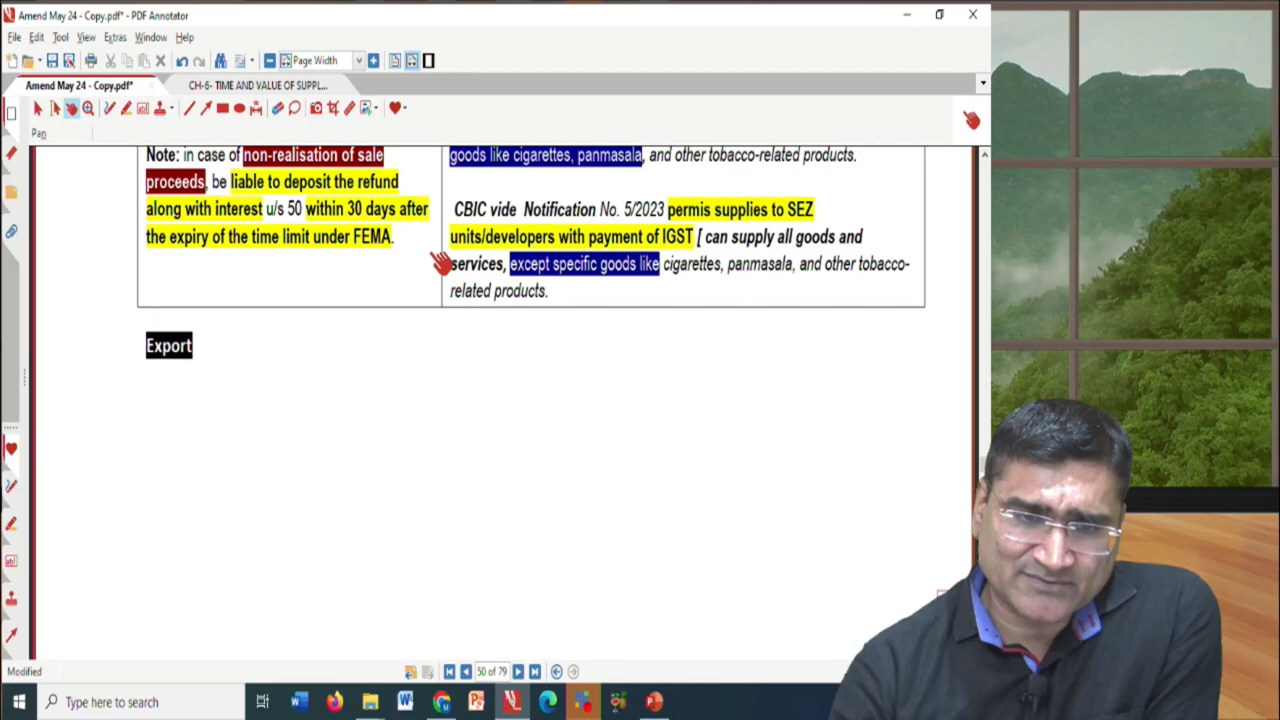 Amend May 24 - Copy.pdf* - PDF Annotator
File Edit Tool View Extras Window Help
Page Width
Amend May 24 - Copy.pdf*
CH-6- TIME AND VALUE OF SUPPL...
Pan
Note: in case of non-realisation of sale
proceeds, be liable to deposit the refund
along with interest u/s 50 within 30 days after
the expiry of the time limit under FEMA.
goods like cigarettes, panmasala, and other tobacco-related products.
CBIC vide Notification No. 5/2023 permis supplies to SEZ
units/developers with payment of IGST [ can supply all goods and
services, except specific goods like cigarettes, panmasala, and other tobacco-
related products.
Export
Modified
50 of 79
Type here to search